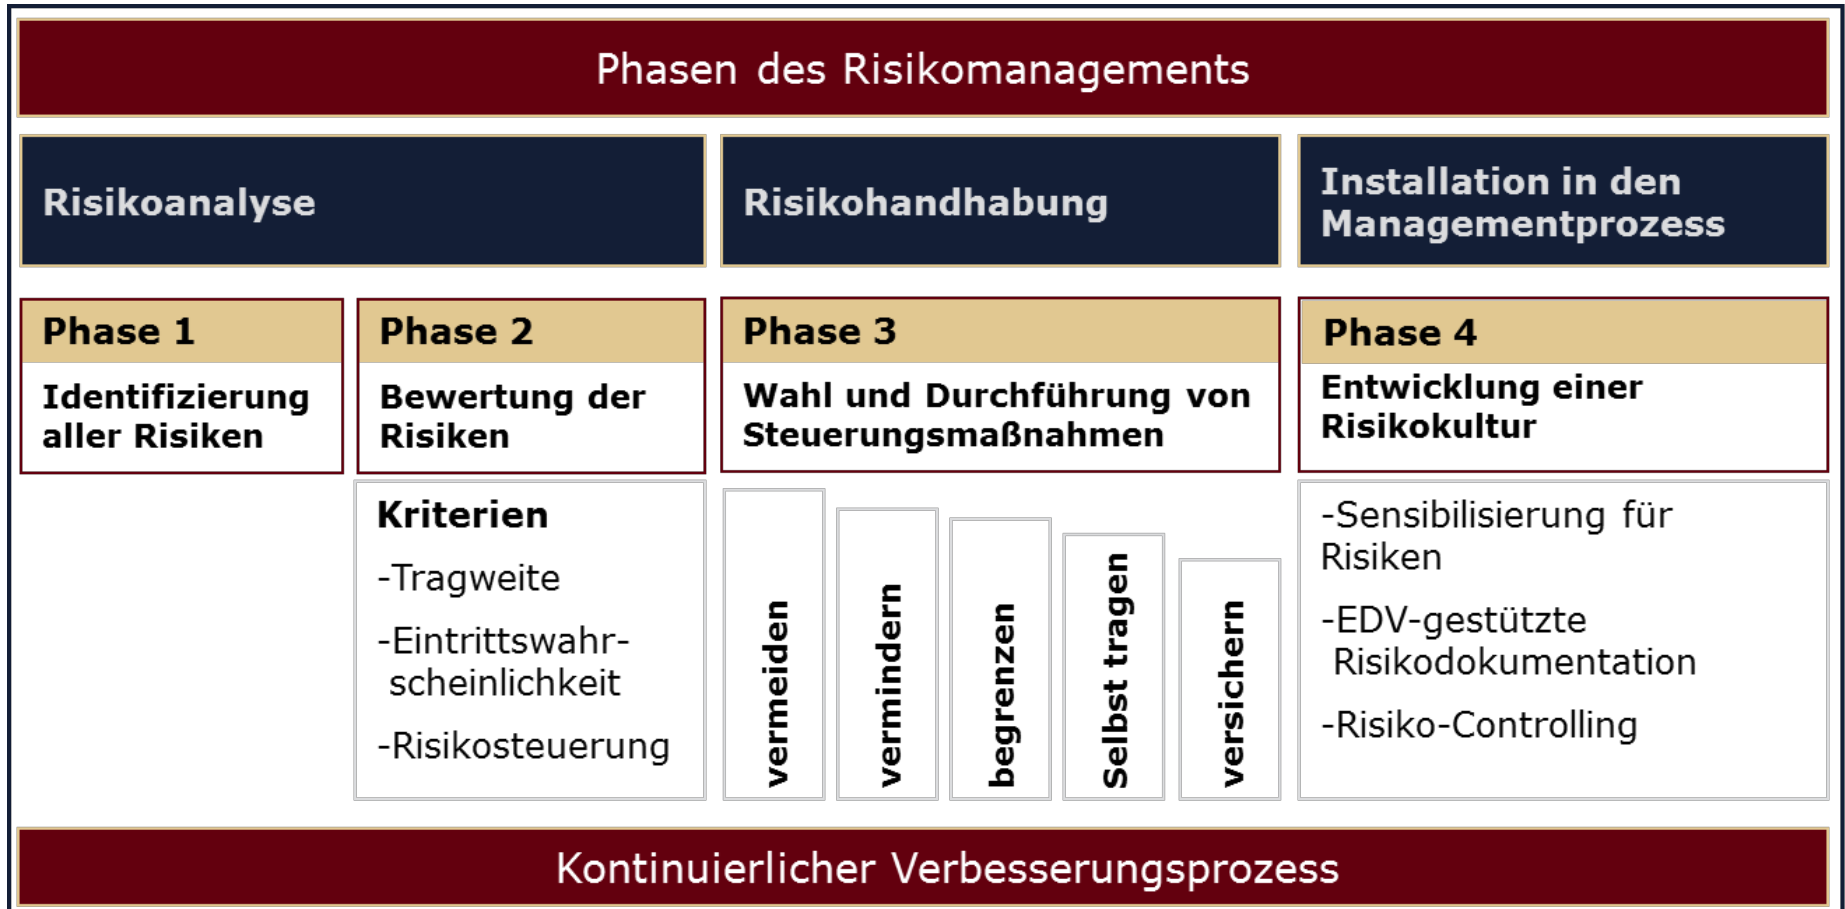 Phasen des Risikomanagements
Risikoanalyse
Risikohandhabung
Installation in den
Managementprozess
Phase 1
Identifizierung
aller Risiken
Phase 2
Bewertung der
Risiken
Kriterien
-Tragweite
-Eintrittswahr-
scheinlichkeit
-Risikosteuerung
Phase 3
Wahl und Durchführung von
Steuerungsmaßnahmen
vermeiden
vermindern
begrenzen
Selbst tragen
versichern
Phase 4
Entwicklung einer
Risikokultur
-Sensibilisierung für
Risiken
-EDV-gestützte
Risikodokumentation
-Risiko-Controlling
Kontinuierlicher Verbesserungsprozess